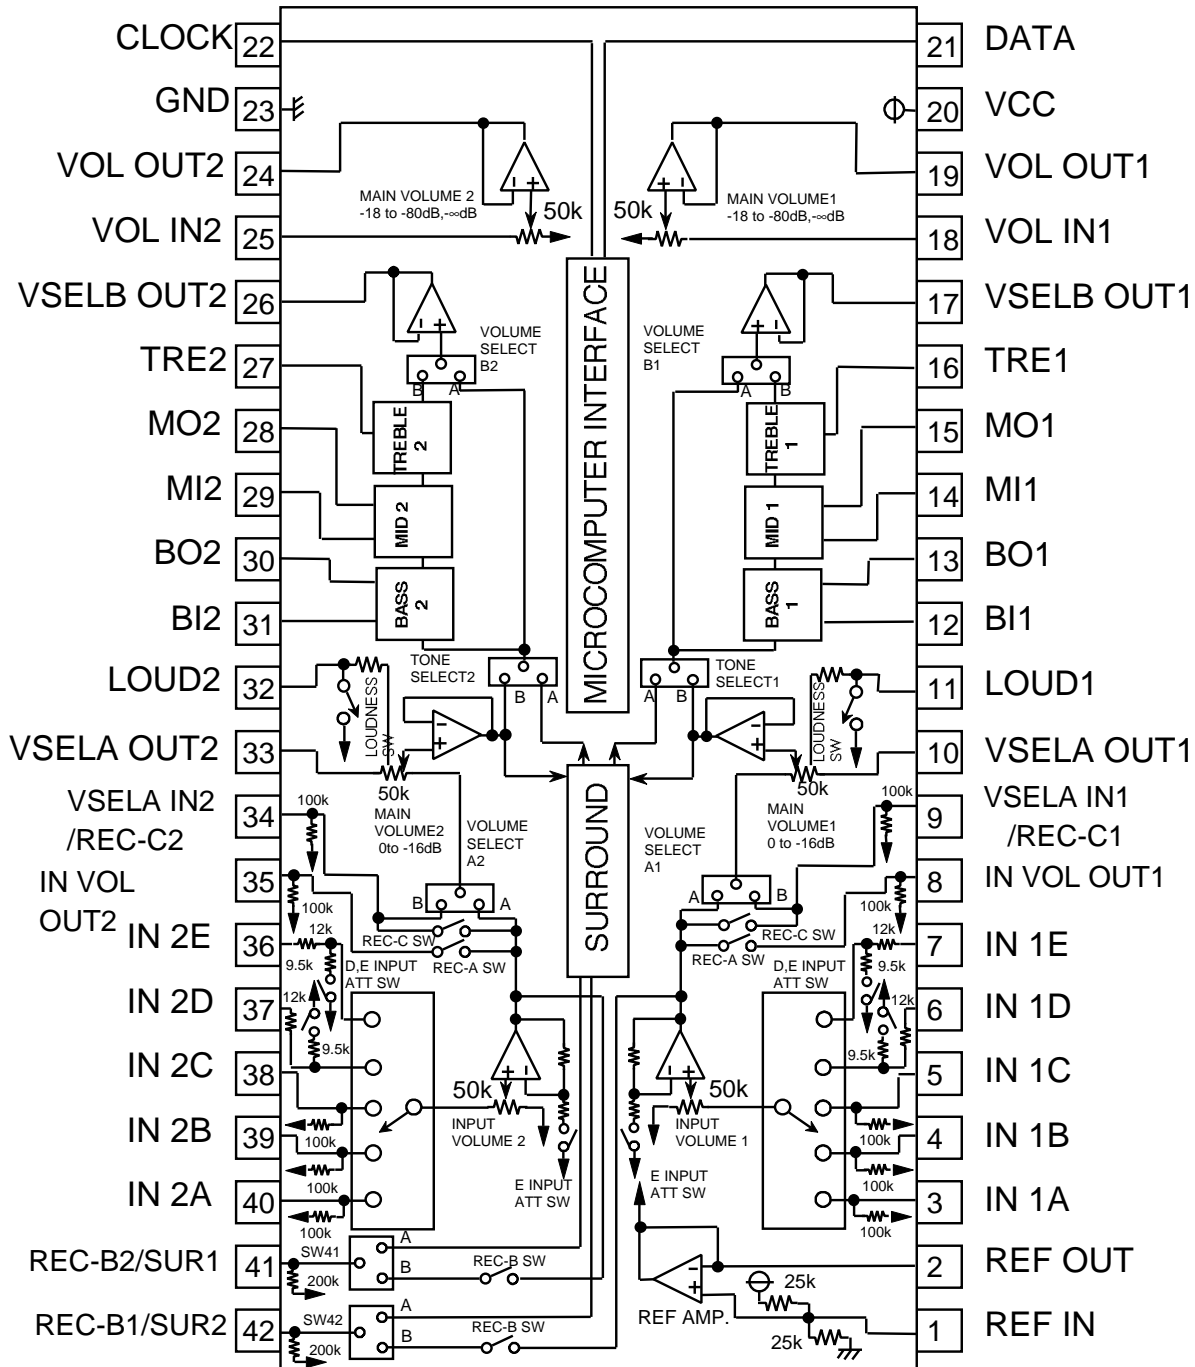 CLOCK 22
21 DATA
GND 23
20 VCC
VOL OUT2 24
19 VOL OUT1
MAIN VOLUME 2
-18 to -80dB,-∞dB
50k
50k
MAIN VOLUME1
-18 to -80dB,-∞dB
VOL IN2 25
18 VOL IN1
VSELB OUT2 26
17 VSELB OUT1
VOLUME
SELECT
B2
VOLUME
SELECT
B1
MICROCOMPUTER INTERFACE
TRE2 27
16 TRE1
B A
A B
MO2 28
15 MO1
TREBLE
2
TREBLE
1
MI2 29
14 MI1
MID 2
MID 1
BO2 30
13 BO1
BASS
2
BASS
1
BI2 31
12 BI1
TONE
SELECT2
TONE
SELECT1
B A
A B
LOUD2 32
11 LOUD1
LOUDNESS
SW
LOUDNESS
SW
VSELA OUT2 33
10 VSELA OUT1
50k
50k
MAIN
VOLUME2
0to -16dB
MAIN
VOLUME1
0 to -16dB
VOLUME
SELECT
A2
VOLUME
SELECT
A1
SURROUND
VSELA IN2
/REC-C2
34
100k
100k
9
VSELA IN1
/REC-C1
IN VOL
OUT2
35
100k
100k
8 IN VOL OUT1
B A
A B
REC-C SW
REC-A SW
REC-C SW
REC-A SW
IN 2E 36
7 IN 1E
12k
9.5k
D,E INPUT
ATT SW
D,E INPUT
ATT SW
12k
9.5k
IN 2D 37
6 IN 1D
12k
9.5k
12k
9.5k
IN 2C 38
5 IN 1C
100k
100k
50k
INPUT
VOLUME 2
50k
INPUT
VOLUME 1
IN 2B 39
4 IN 1B
100k
100k
E INPUT
ATT SW
E INPUT
ATT SW
IN 2A 40
3 IN 1A
100k
100k
REC-B2/SUR1 41
2 REF OUT
SW41
200k
A
B
REC-B SW
REF AMP.
25k
25k
REC-B1/SUR2 42
1 REF IN
SW42
200k
A
B
REC-B SW